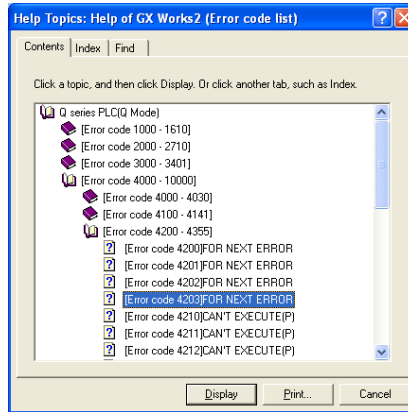 Help Topics: Help of GX Works2 (Error code list)
Contents Index Find
Click a topic, and then click Display. Or click another tab, such as Index.
Q series PLC(Q Mode)
[Error code 1000 - 1610]
[Error code 2000 - 2710]
[Error code 3000 - 3401]
[Error code 4000 - 10000]
[Error code 4000 - 4030]
[Error code 4100 - 4141]
[Error code 4200 - 4355]
[Error code 4200]FOR NEXT ERROR
[Error code 4201]FOR NEXT ERROR
[Error code 4202]FOR NEXT ERROR
[Error code 4203]FOR NEXT ERROR
[Error code 4210]CAN'T EXECUTE(P)
[Error code 4211]CAN'T EXECUTE(P)
[Error code 4212]CAN'T EXECUTE(P)
Display Print... Cancel